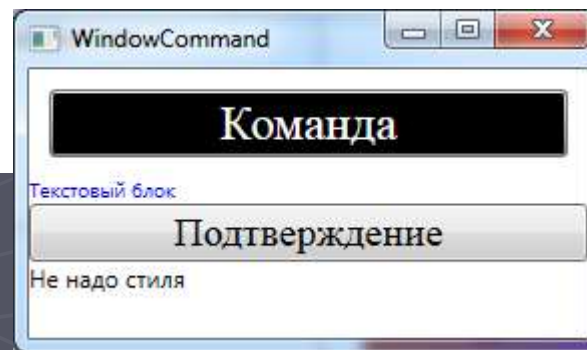 WindowCommand
Команда
Текстовый блок
Подтверждение
Не надо стиля